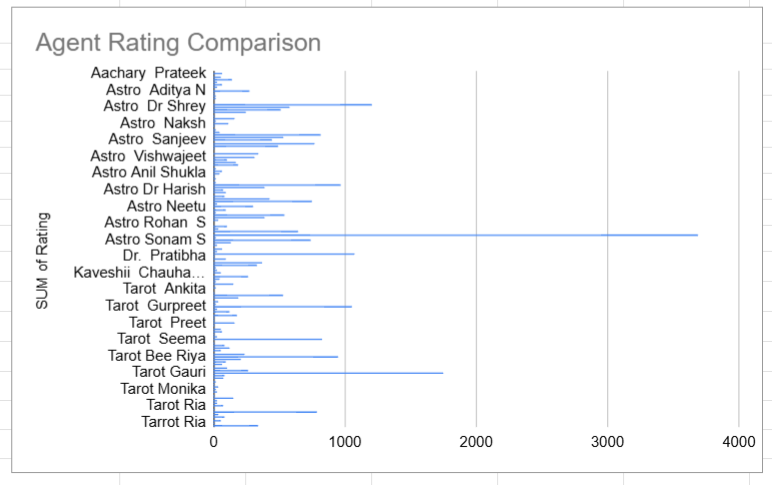 Agent Rating Comparison
SUM of Rating
Aachary  Prateek
Astro  Aditya N
Astro  Dr Shrey
Astro  Naksh
Astro  Sanjeev
Astro  Vishwajeet
Astro Anil Shukla
Astro Dr Harish
Astro Neetu
Astro Rohan  S
Astro Sonam S
Dr.  Pratibha
Kaveshii  Chauha…
Tarot  Ankita
Tarot  Gurpreet
Tarot  Preet
Tarot  Seema
Tarot Bee Riya
Tarot Gauri
Tarot Monika
Tarot Ria
Tarrot Ria
0 1000 2000 3000 4000